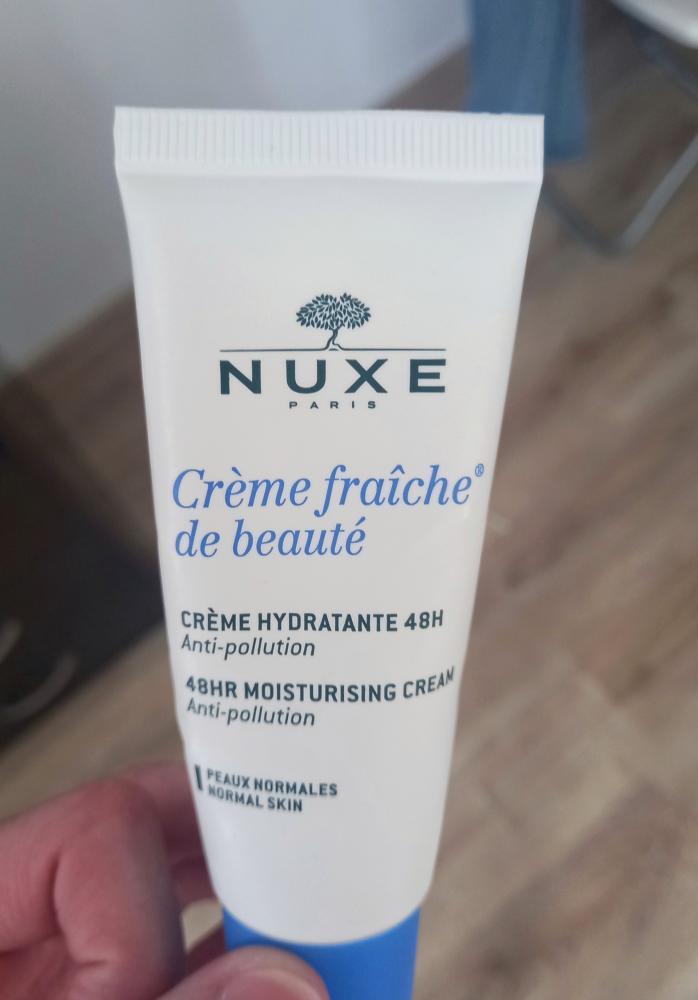 NUXE
PARIS
Crème fraîche®
de beauté
CRÈME HYDRATANTE 48H
Anti-pollution
48HR MOISTURISING CREAM
Anti-pollution
PEAUX NORMALES
NORMAL SKIN